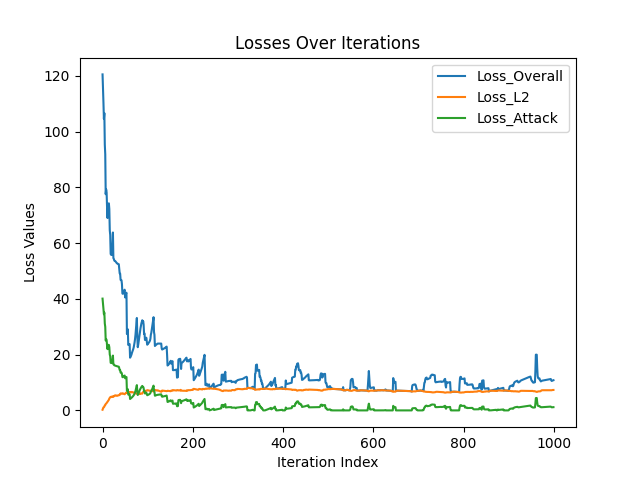 Losses Over Iterations
120
100
80
60
40
20
0
Loss Values
Loss_Overall
Loss_L2
Loss_Attack
0
200
400
600
800
1000
Iteration Index